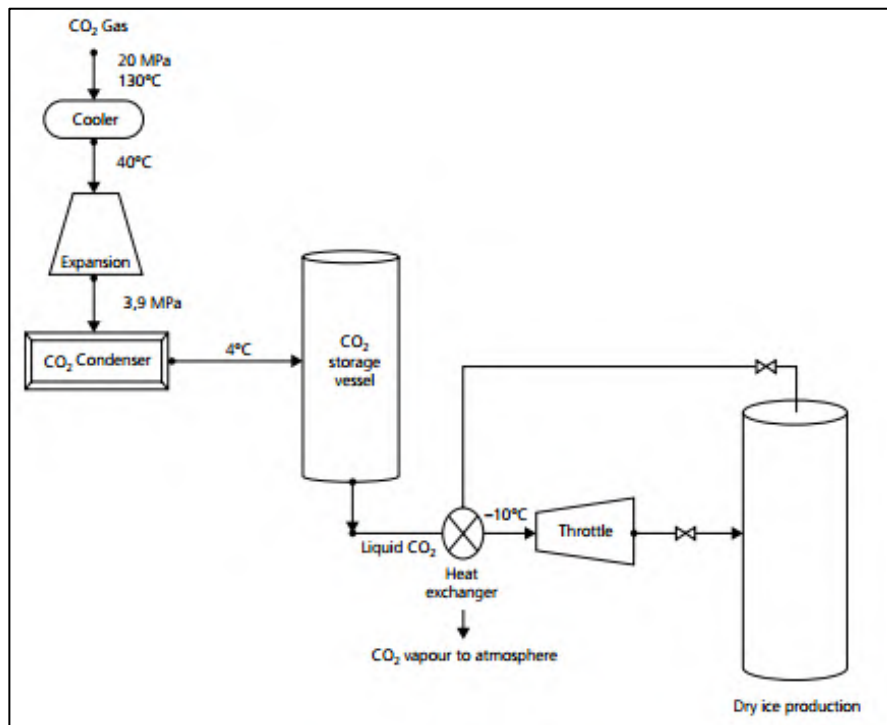 CO₂ Gas
20 MPa
130°C
Cooler
40°C
Expansion
3,9 MPa
CO₂ Condenser
4°C
CO₂
storage
vessel
Liquid CO₂
–10°C
Heat
exchanger
Throttle
CO₂ vapour to atmosphere
Dry ice production